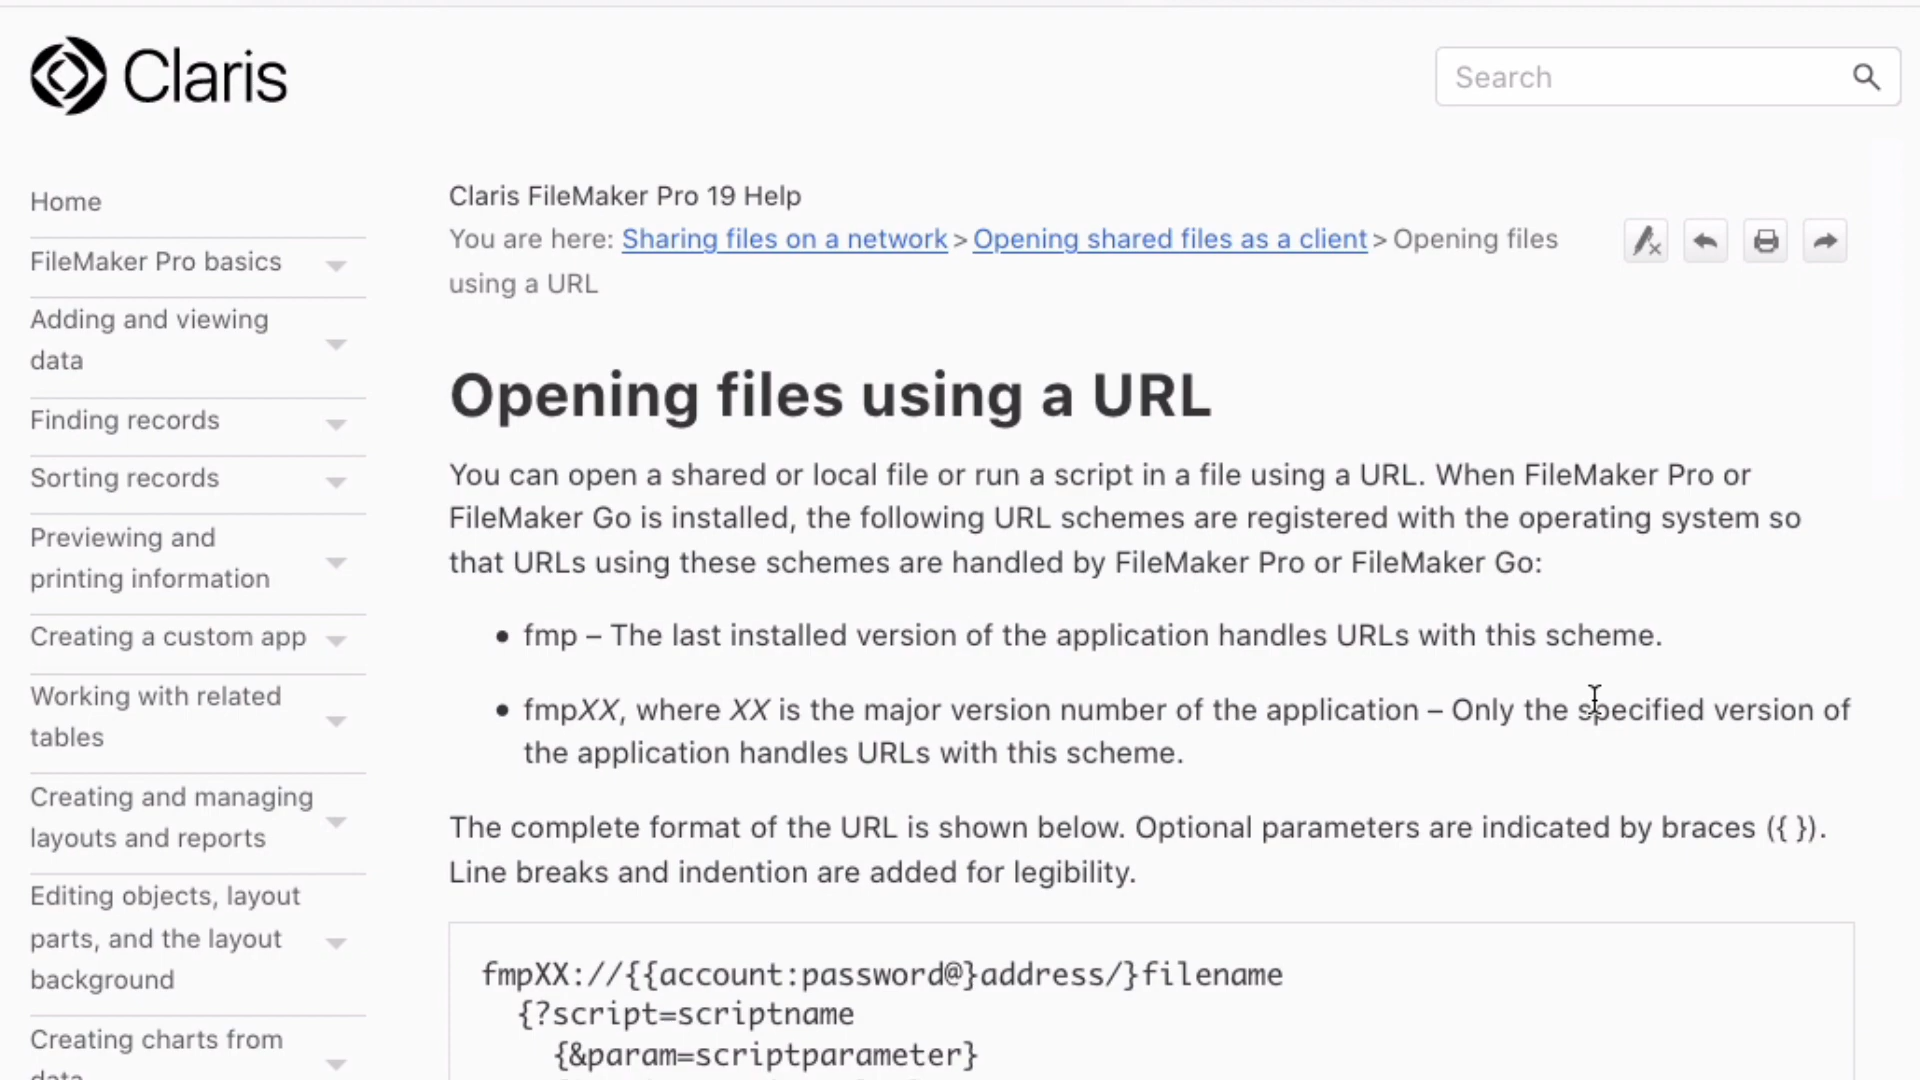 Claris
Search
Home
FileMaker Pro basics
Adding and viewing
data
Finding records
Sorting records
Previewing and
printing information
Creating a custom app
Working with related
tables
Creating and managing
layouts and reports
Editing objects, layout
parts, and the layout
background
Creating charts from
data
Claris FileMaker Pro 19 Help
You are here: Sharing files on a network > Opening shared files as a client > Opening files
using a URL
Opening files using a URL
You can open a shared or local file or run a script in a file using a URL. When FileMaker Pro or
FileMaker Go is installed, the following URL schemes are registered with the operating system so
that URLs using these schemes are handled by FileMaker Pro or FileMaker Go:
• fmp – The last installed version of the application handles URLs with this scheme.
• fmpXX, where XX is the major version number of the application – Only the specified version of
the application handles URLs with this scheme.
The complete format of the URL is shown below. Optional parameters are indicated by braces ({ }).
Line breaks and indention are added for legibility.
fmpXX://{{account:password@}address/}filename
{?script=scriptname
{&param=scriptparameter}